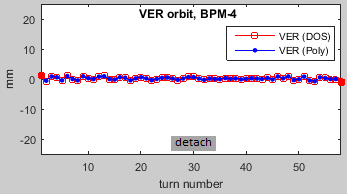 VER orbit, BPM-4
20
10
0
-10
-20
mm
VER (DOS)
VER (Poly)
detach
10
20
30
40
50
turn number